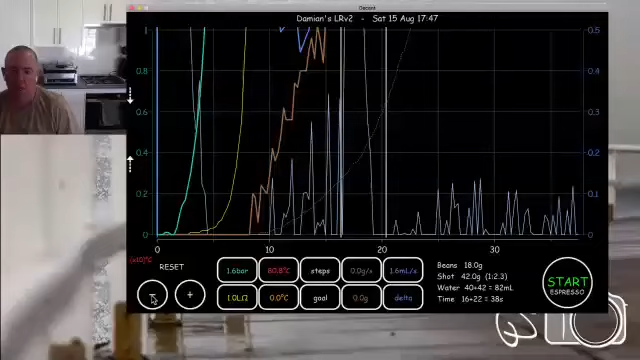 Decent
Damian's LRv2 - Sat 15 Aug 17:47
1
0.8
0.6
0.4
0.2
0
0.5
0.4
0.3
0.2
0.1
0
0
10
20
30
(x10)°C
RESET
-
+
1.6bar
80.8°C
steps
0.0g/s
1.6mL/s
1.0LΩ
0.0°C
goal
0.0g
delta
Beans 18.0g
Shot 42.0g (1:2.3)
Water 40+42 = 82mL
Time 16+22 = 38s
START
ESPRESSO